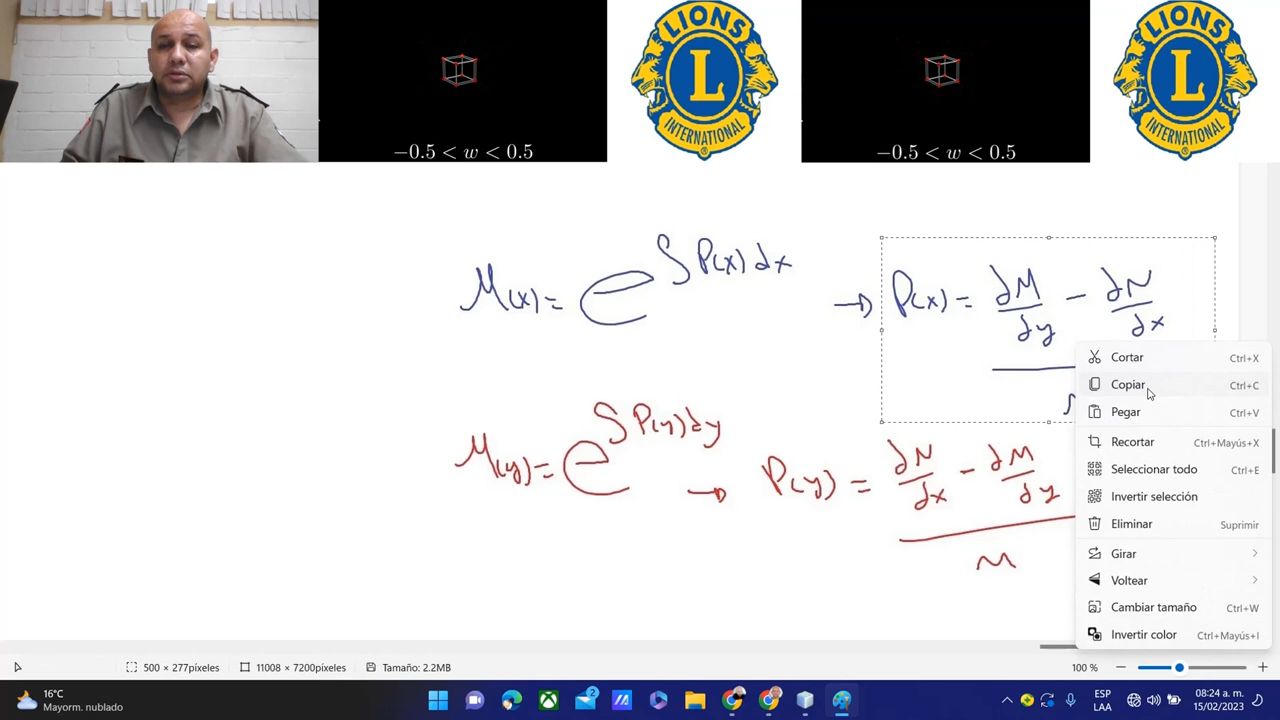 LIONS
L
INTERNATIONAL
LIONS
L
INTERNATIONAL
−0.5 < w < 0.5
−0.5 < w < 0.5
M(x) = e^∫P(x)dx → P(x) = ∂M/∂y − ∂N/∂x
M(y) = e^∫P(y)dy → P(y) = ∂N/∂x − ∂M/∂y
M
Cortar Ctrl+X
Copiar Ctrl+C
Pegar Ctrl+V
Recortar Ctrl+Mayús+X
Seleccionar todo Ctrl+E
Invertir selección
Eliminar Suprimir
Girar
Voltear
Cambiar tamaño Ctrl+W
Invertir color Ctrl+Mayús+I
500 × 277píxeles 11008 × 7200píxeles Tamaño: 2.2MB 100 %
16°C
Mayorm. nublado
2
ESP
LAA
08:24 a. m.
15/02/2023